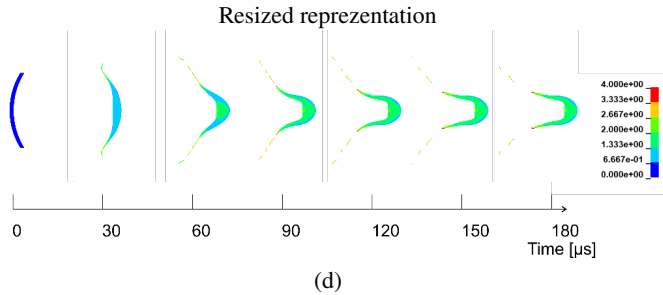 Resized reprezentation
4.000e+00
3.333e+00
2.667e+00
2.000e+00
1.333e+00
6.667e-01
0.000e+00
0 30 60 90 120 150 180
Time [µs]
(d)